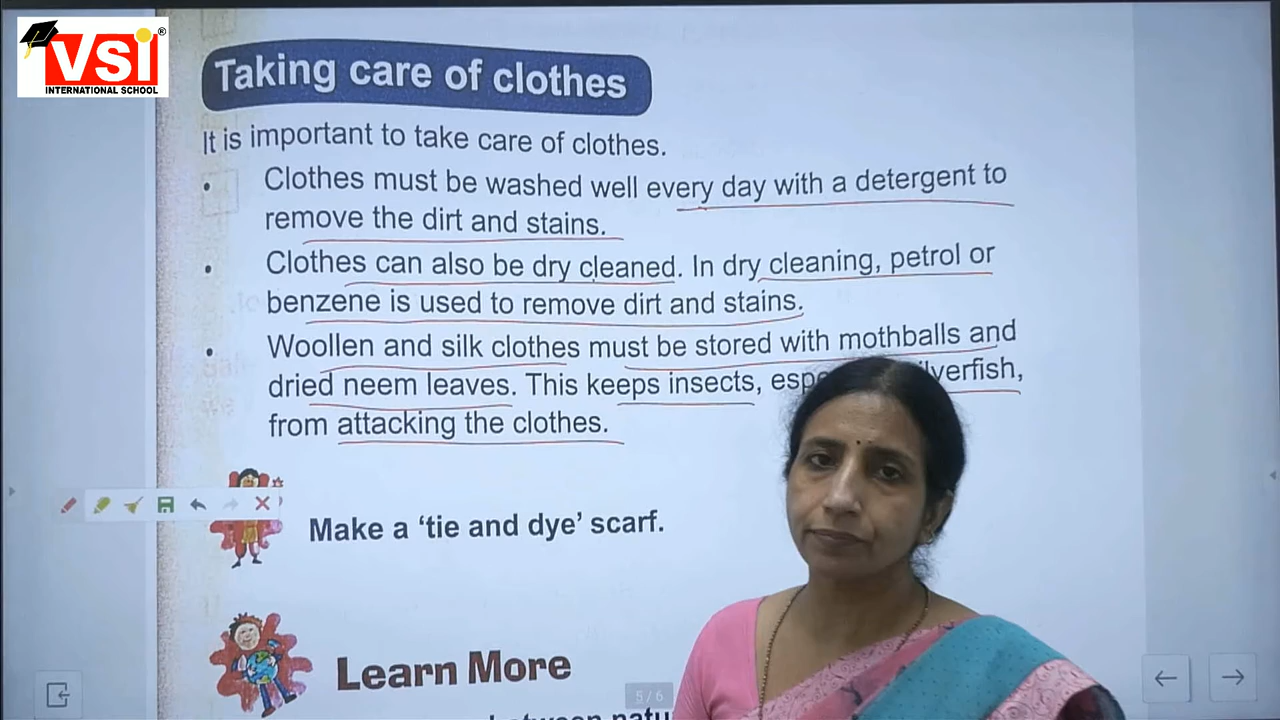 VSI®
INTERNATIONAL SCHOOL
Taking care of clothes
It is important to take care of clothes.
• Clothes must be washed well every day with a detergent to
remove the dirt and stains.
• Clothes can also be dry cleaned. In dry cleaning, petrol or
benzene is used to remove dirt and stains.
• Woollen and silk clothes must be stored with mothballs and
dried neem leaves. This keeps insects,
from attacking the clothes.
Make a ‘tie and dye’ scarf.
Learn More
5/6